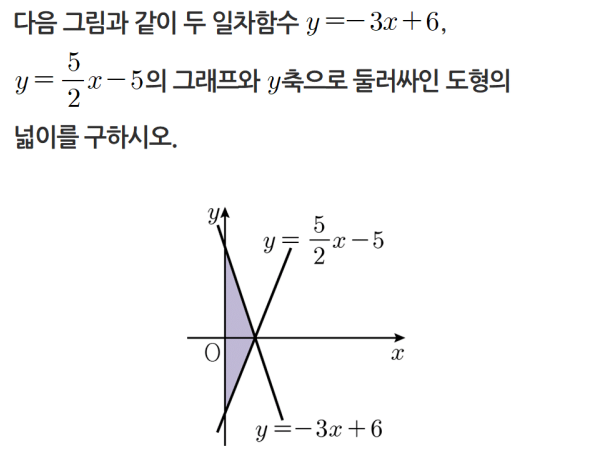 다음 그림과 같이 두 일차함수 y=-3x+6,
y=\frac{5}{2}x-5의 그래프와 y축으로 둘러싸인 도형의
넓이를 구하시오.
y
y=\frac{5}{2}x-5
O
x
y=-3x+6